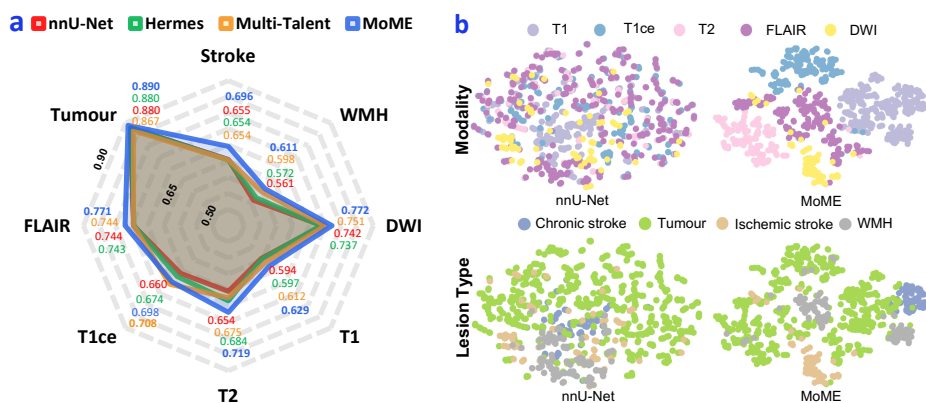 a nnU-Net Hermes Multi-Talent MoME
Stroke
0.696
0.655
0.654
0.654
WMH
0.611
0.598
0.572
0.561
DWI
0.772
0.751
0.742
0.737
T1
0.594
0.597
0.612
0.629
T2
0.654
0.675
0.684
0.719
T1ce
0.660
0.674
0.698
0.708
FLAIR
0.771
0.744
0.744
0.743
Tumour
0.890
0.880
0.880
0.867
0.90
0.65
0.50
b
T1 T1ce T2 FLAIR DWI
Modality
nnU-Net MoME
Chronic stroke Tumour Ischemic stroke WMH
Lesion Type
nnU-Net MoME